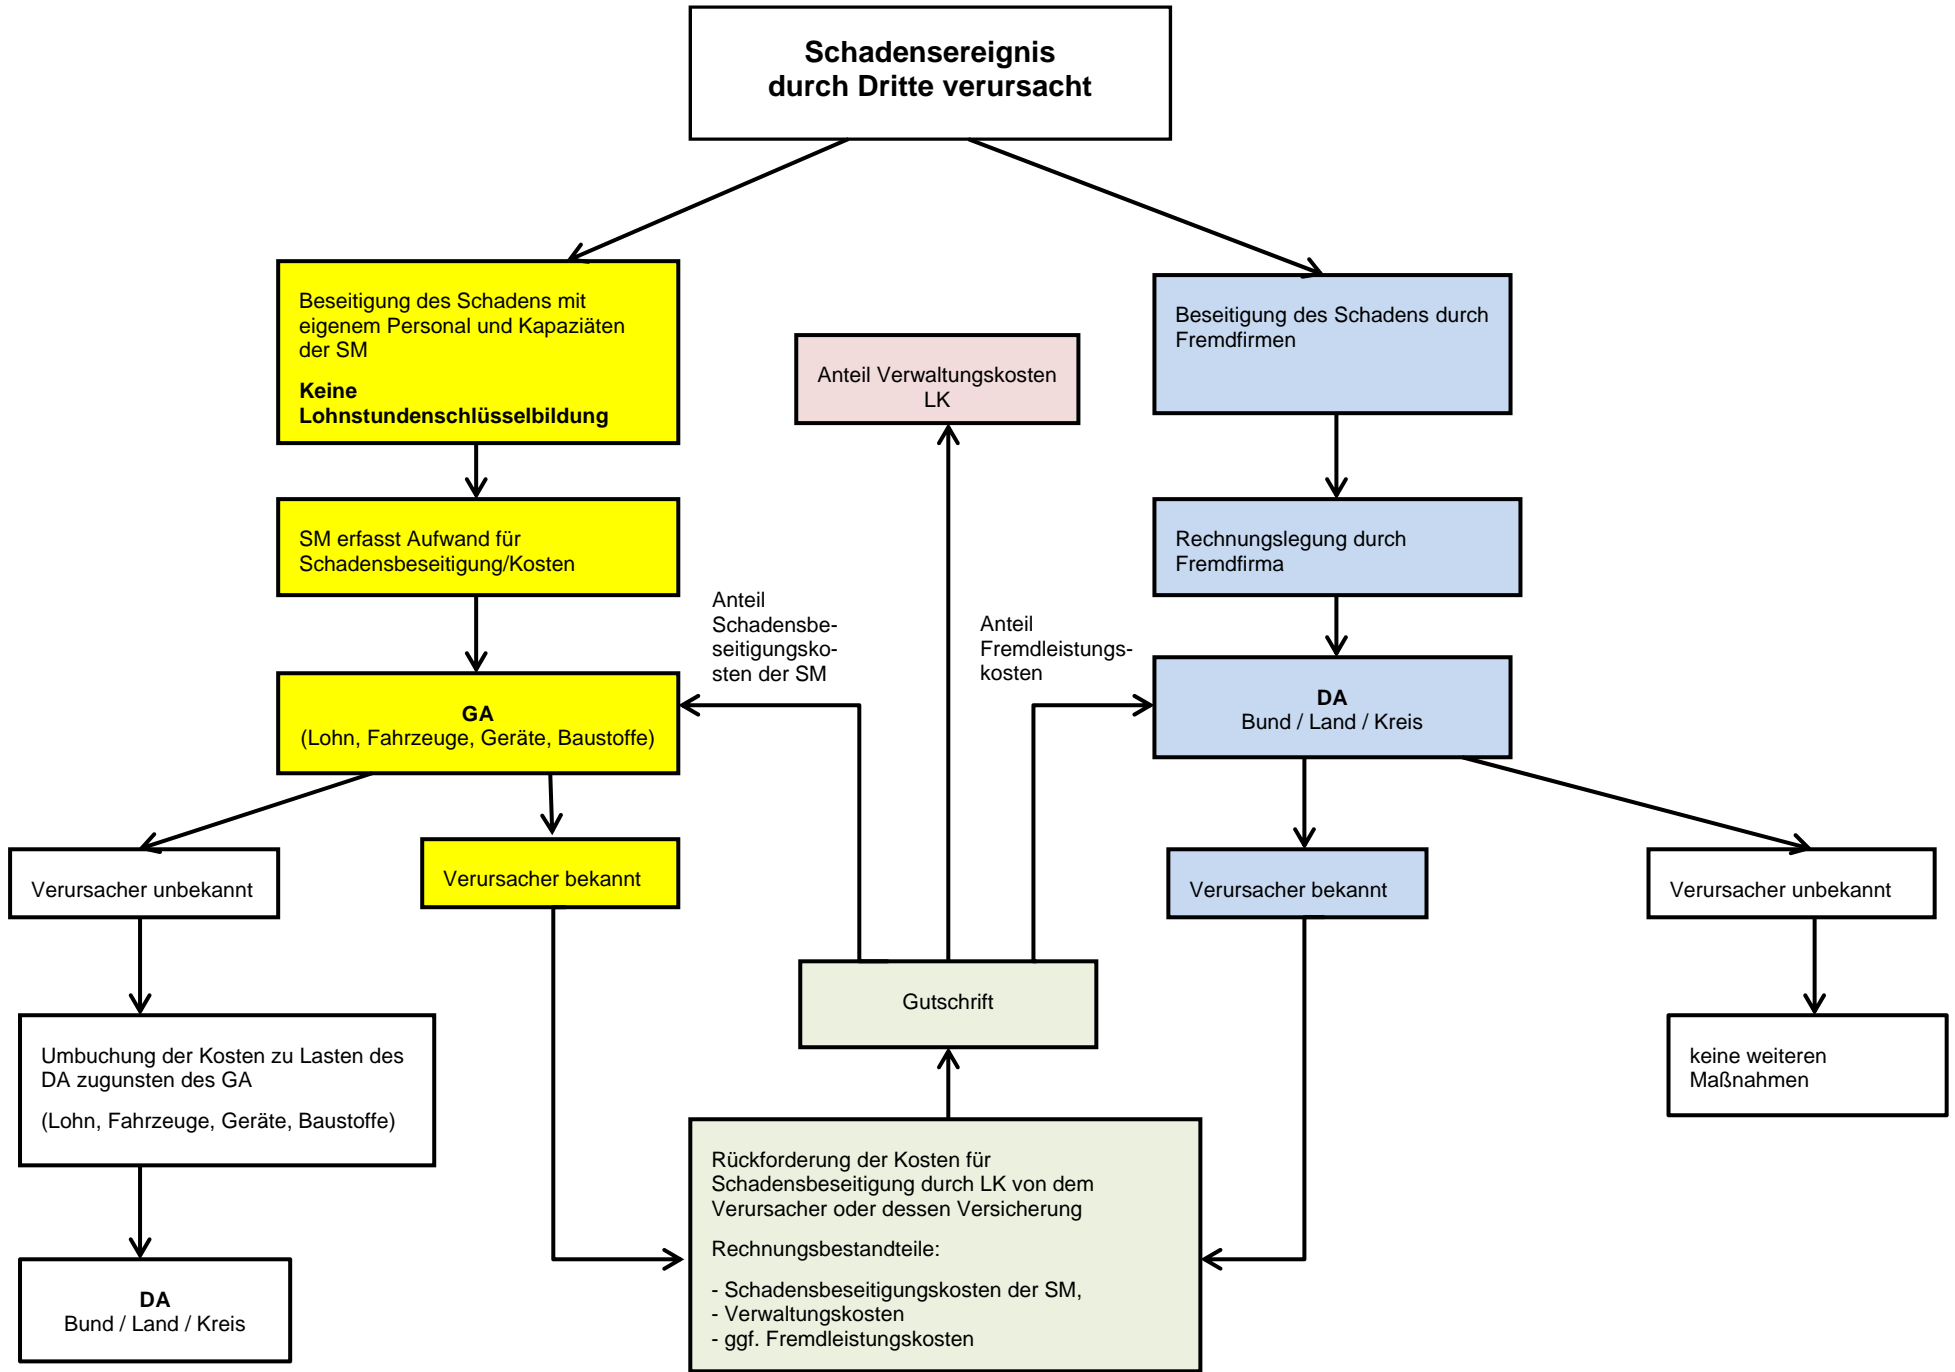 Schadensereignis
durch Dritte verursacht
Beseitigung des Schadens mit
eigenem Personal und Kapaziäten
der SM
Keine
Lohnstundenschlüsselbildung
Beseitigung des Schadens durch
Fremdfirmen
Anteil Verwaltungskosten
LK
SM erfasst Aufwand für
Schadensbeseitigung/Kosten
Rechnungslegung durch
Fremdfirma
Anteil
Schadensbe-
seitigungsko-
sten der SM
Anteil
Fremdleistungs-
kosten
GA
(Lohn, Fahrzeuge, Geräte, Baustoffe)
DA
Bund / Land / Kreis
Verursacher unbekannt
Verursacher bekannt
Verursacher bekannt
Verursacher unbekannt
Gutschrift
Umbuchung der Kosten zu Lasten des
DA zugunsten des GA
(Lohn, Fahrzeuge, Geräte, Baustoffe)
keine weiteren
Maßnahmen
Rückforderung der Kosten für
Schadensbeseitigung durch LK von dem
Verursacher oder dessen Versicherung
Rechnungsbestandteile:
- Schadensbeseitigungskosten der SM,
- Verwaltungskosten
- ggf. Fremdleistungskosten
DA
Bund / Land / Kreis